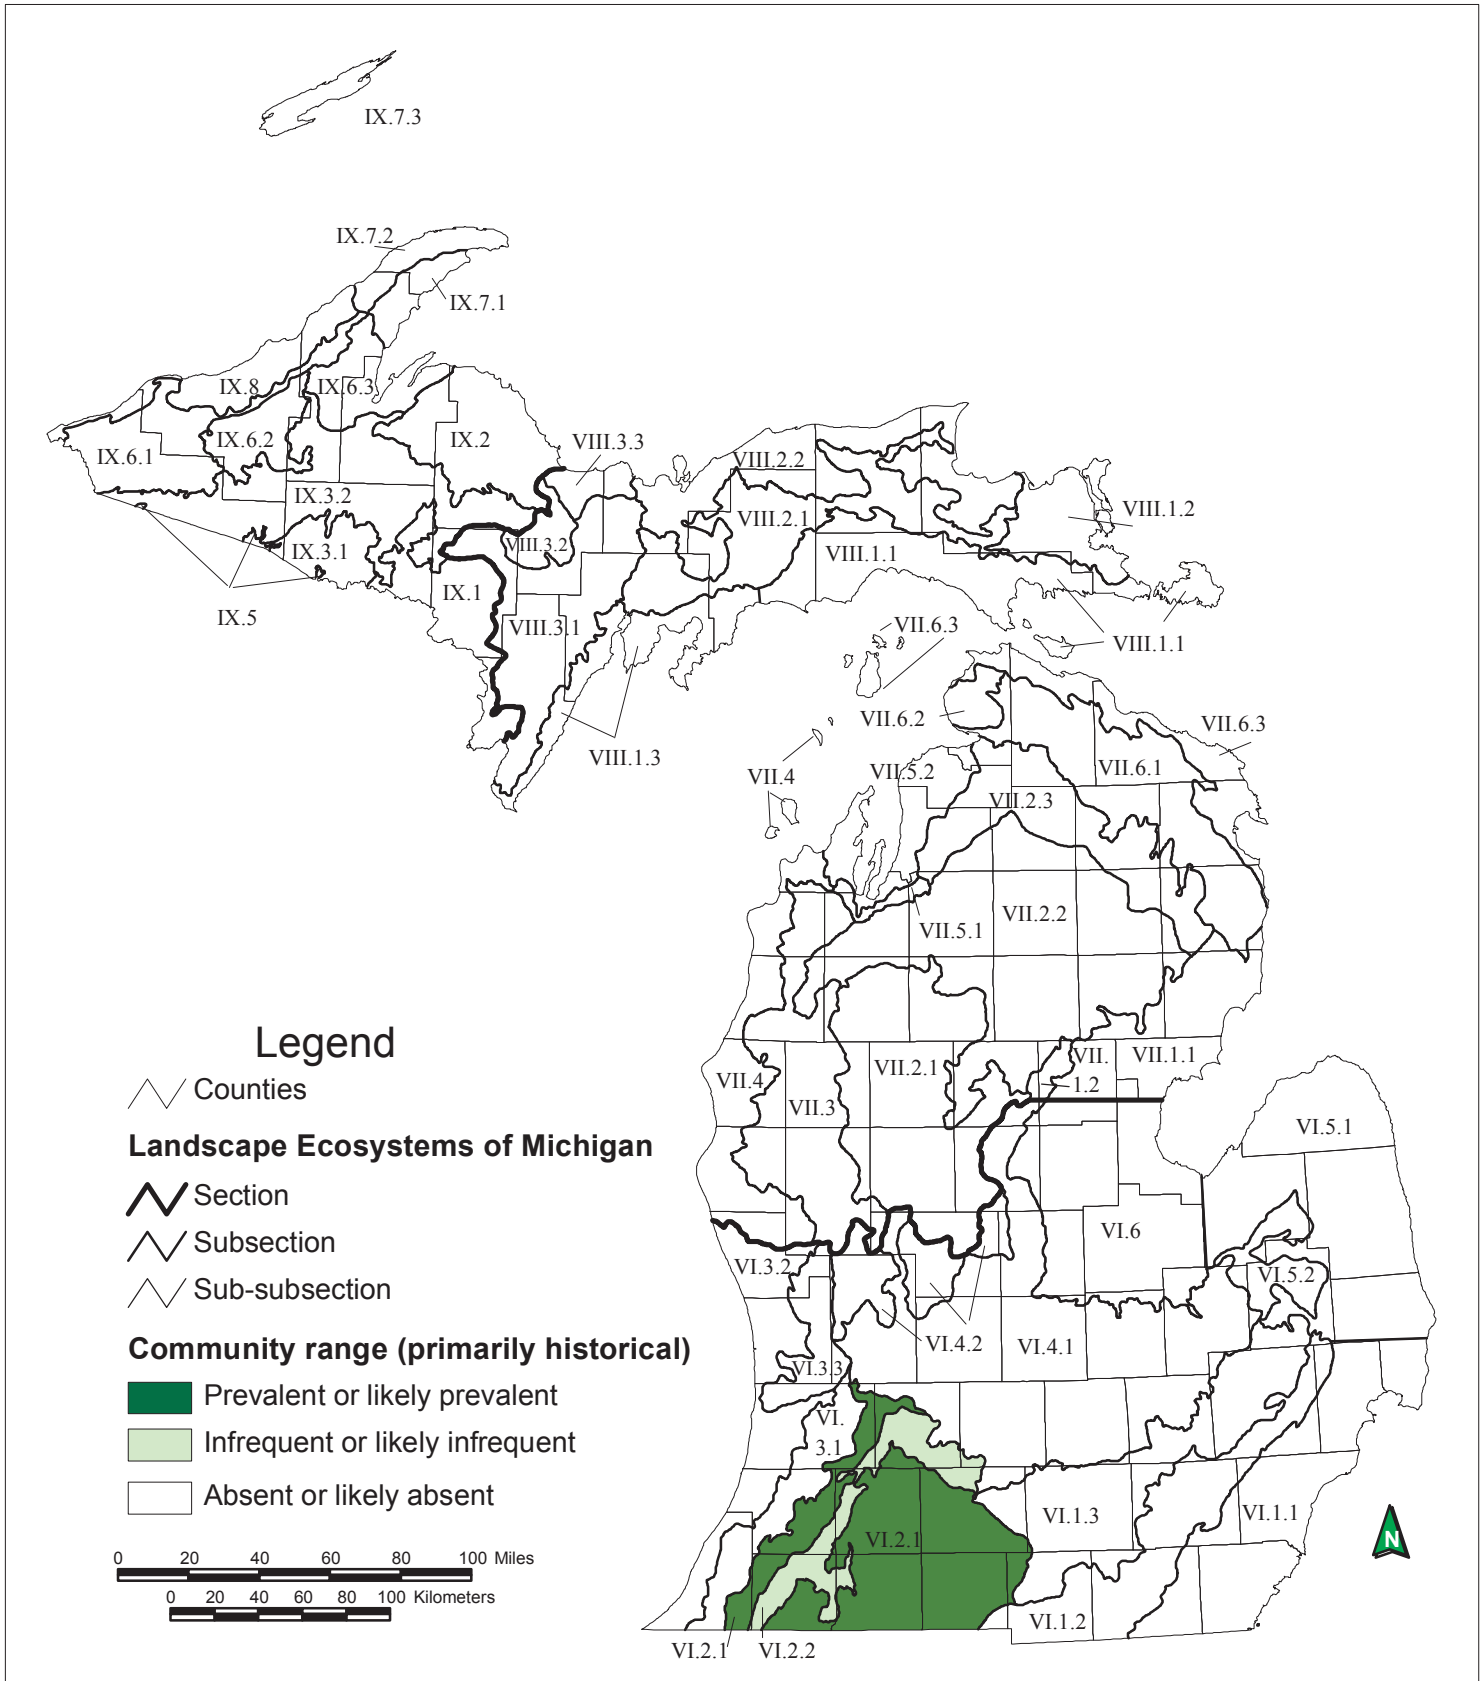 IX.7.3
IX.7.2
IX.7.1
IX.8
IX.6.3
IX.6.2
IX.6.1
IX.2
VIII.3.3
VIII.2.2
IX.3.2
VIII.2.1
VIII.1.2
IX.3.1
VIII.3.2
VIII.1.1
IX.1
IX.5
VIII.3.1
VII.6.3
VIII.1.1
VII.6.2
VII.6.3
VIII.1.3
VII.4
VII.5.2
VII.6.1
VII.2.3
VII.5.1
VII.2.2
VII.4
VII.3
VII.2.1
VII.
1.2
VII.1.1
VI.5.1
VI.6
VI.3.2
VI.5.2
VI.4.2
VI.4.1
VI.3.3
VI.
3.1
VI.2.1
VI.1.3
VI.1.1
VI.1.2
VI.2.1
VI.2.2
Legend
Counties
Landscape Ecosystems of Michigan
Section
Subsection
Sub-subsection
Community range (primarily historical)
Prevalent or likely prevalent
Infrequent or likely infrequent
Absent or likely absent
0 20 40 60 80 100 Miles
0 20 40 60 80 100 Kilometers
N